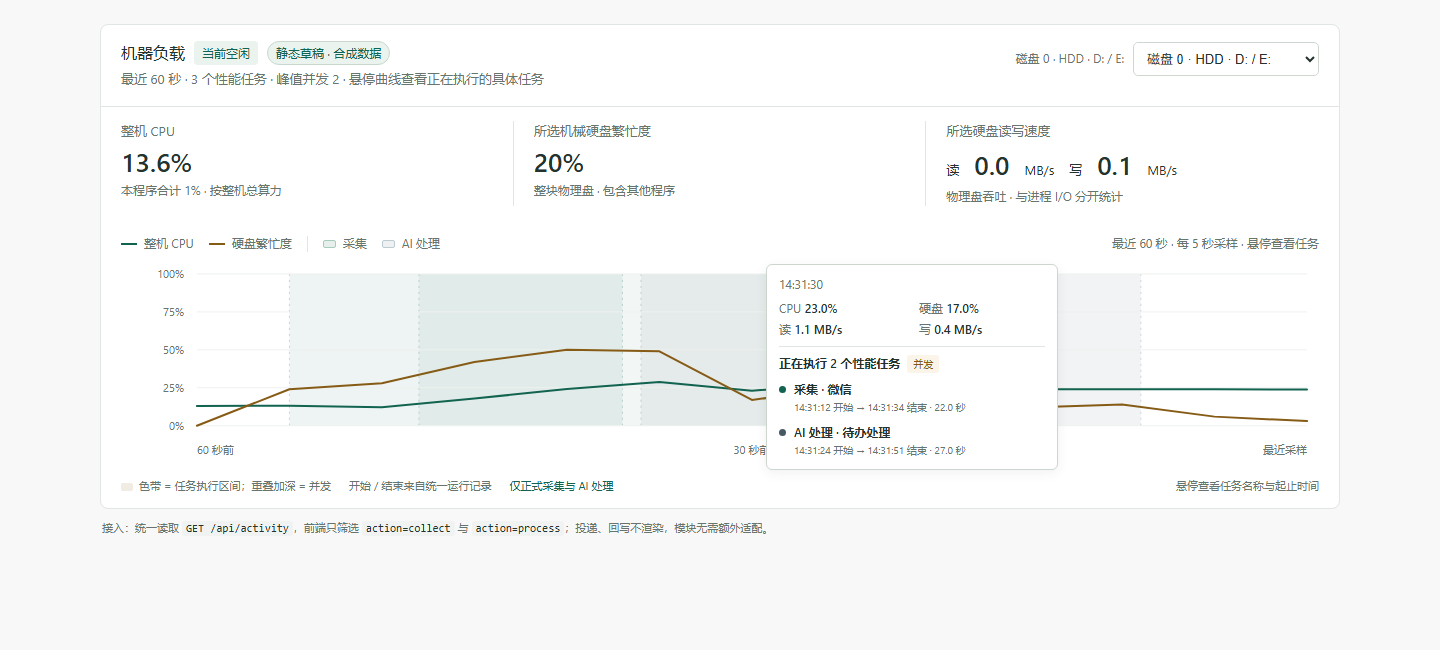 机器负载 当前空闲 静态草稿 · 合成数据 磁盘 0 · HDD · D: / E: 磁盘 0 · HDD · D: / E:
最近 60 秒 · 3 个性能任务 · 峰值并发 2 · 悬停曲线查看正在执行的具体任务
整机 CPU
13.6%
本程序合计 1% · 按整机总算力
所选机械硬盘繁忙度
20%
整块物理盘 · 包含其他程序
所选硬盘读写速度
读 0.0 MB/s 写 0.1 MB/s
物理盘吞吐 · 与进程 I/O 分开统计
整机 CPU 硬盘繁忙度 采集 AI 处理 最近 60 秒 · 每 5 秒采样 · 悬停查看任务
100%
75%
50%
25%
0%
60 秒前 30 秒前 最近采样
14:31:30
CPU 23.0% 硬盘 17.0%
读 1.1 MB/s 写 0.4 MB/s
正在执行 2 个性能任务 并发
采集 · 微信
14:31:12 开始 → 14:31:34 结束 · 22.0 秒
AI 处理 · 待办处理
14:31:24 开始 → 14:31:51 结束 · 27.0 秒
色带 = 任务执行区间；重叠加深 = 并发 开始 / 结束来自统一运行记录 仅正式采集与 AI 处理 悬停查看任务名称与起止时间
接入：统一读取 GET /api/activity ，前端只筛选 action=collect 与 action=process ；投递、回写不渲染，模块无需额外适配。